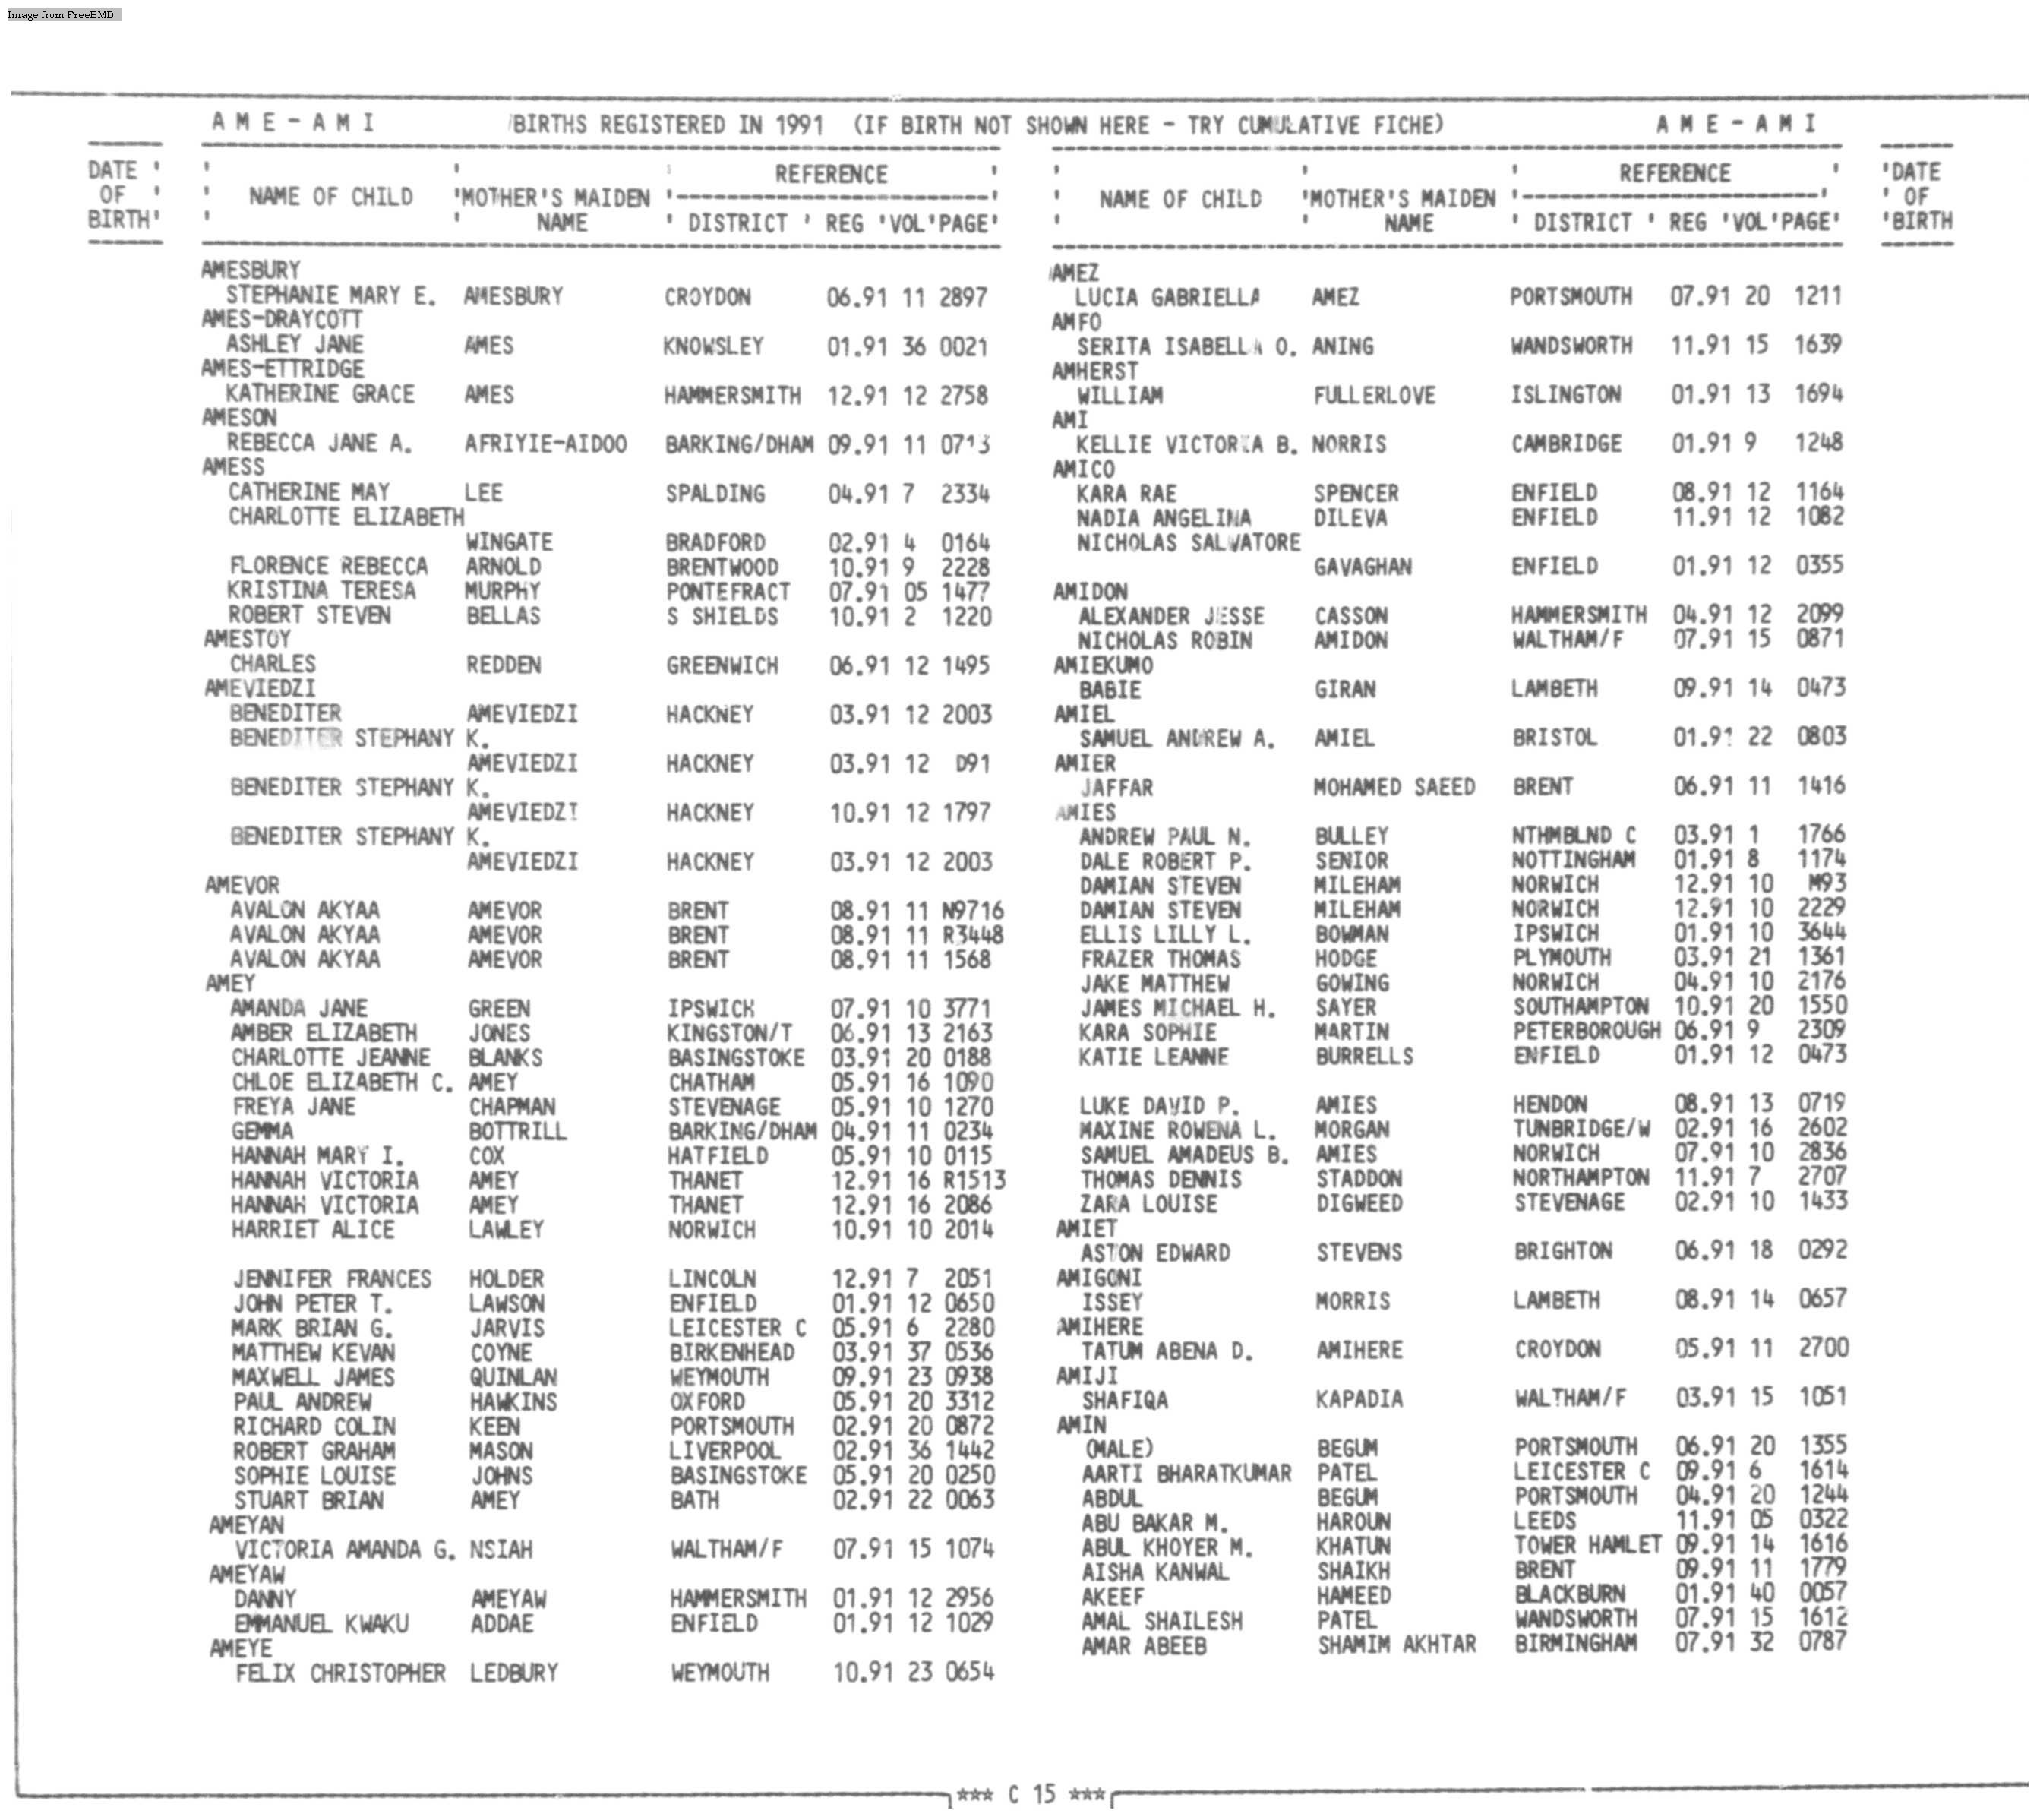 Image from FreeBMD
A M E - A M I BIRTHS REGISTERED IN 1991 (IF BIRTH NOT SHOWN HERE - TRY CUMULATIVE FICHE) A M E - A M I
DATE OF BIRTH
NAME OF CHILD MOTHER'S MAIDEN NAME REFERENCE DISTRICT REG VOL PAGE
AMESBURY
STEPHANIE MARY E. AMESBURY CROYDON 06.91 11 2897
AMES-DRAYCOTT
ASHLEY JANE AMES KNOWSLEY 01.91 36 0021
AMES-ETTRIDGE
KATHERINE GRACE AMES HAMMERSMITH 12.91 12 2758
AMESON
REBECCA JANE A. AFRIYIE-AIDOO BARKING/DHAM 09.91 11 0713
AMESS
CATHERINE MAY LEE SPALDING 04.91 7 2334
CHARLOTTE ELIZABETH
WINGATE BRADFORD 02.91 4 0164
FLORENCE REBECCA ARNOLD BRENTWOOD 10.91 9 2228
KRISTINA TERESA MURPHY PONTEFRACT 07.91 05 1477
ROBERT STEVEN BELLAS S SHIELDS 10.91 2 1220
AMESTOY
CHARLES REDDEN GREENWICH 06.91 12 1495
AMEVIEDZI
BENEDITER AMEVIEDZI HACKNEY 03.91 12 2003
BENEDITER STEPHANY K.
AMEVIEDZI HACKNEY 03.91 12 D91
BENEDITER STEPHANY K.
AMEVIEDZI HACKNEY 10.91 12 1797
BENEDITER STEPHANY K.
AMEVIEDZI HACKNEY 03.91 12 2003
AMEVOR
AVALON AKYAA AMEVOR BRENT 08.91 11 N9716
AVALON AKYAA AMEVOR BRENT 08.91 11 R3448
AVALON AKYAA AMEVOR BRENT 08.91 11 1568
AMEY
AMANDA JANE GREEN IPSWICH 07.91 10 3771
AMBER ELIZABETH JONES KINGSTON/T 06.91 13 2163
CHARLOTTE JEANNE BLANKS BASINGSTOKE 03.91 20 0188
CHLOE ELIZABETH C. AMEY CHATHAM 05.91 16 1090
FREYA JANE CHAPMAN STEVENAGE 05.91 10 1270
GEMMA BOTTRILL BARKING/DHAM 04.91 11 0234
HANNAH MARY I. COX HATFIELD 05.91 10 0115
HANNAH VICTORIA AMEY THANET 12.91 16 R1513
HANNAH VICTORIA AMEY THANET 12.91 16 2086
HARRIET ALICE LAWLEY NORWICH 10.91 10 2014
JENNIFER FRANCES HOLDER LINCOLN 12.91 7 2051
JOHN PETER T. LAWSON ENFIELD 01.91 12 0650
MARK BRIAN G. JARVIS LEICESTER C 05.91 6 2280
MATTHEW KEVAN COYNE BIRKENHEAD 03.91 37 0536
MAXWELL JAMES QUINLAN WEYMOUTH 09.91 23 0938
PAUL ANDREW HAWKINS OXFORD 05.91 20 3312
RICHARD COLIN KEEN PORTSMOUTH 02.91 20 0872
ROBERT GRAHAM MASON LIVERPOOL 02.91 36 1442
SOPHIE LOUISE JOHNS BASINGSTOKE 05.91 20 0250
STUART BRIAN AMEY BATH 02.91 22 0063
AMEYAN
VICTORIA AMANDA G. NSIAH WALTHAM/F 07.91 15 1074
AMEYAW
DANNY AMEYAW HAMMERSMITH 01.91 12 2956
EMMANUEL KWAKU ADDAE ENFIELD 01.91 12 1029
AMEYE
FELIX CHRISTOPHER LEDBURY WEYMOUTH 10.91 23 0654
NAME OF CHILD MOTHER'S MAIDEN NAME REFERENCE DISTRICT REG VOL PAGE
DATE OF BIRTH
AMEZ
LUCIA GABRIELLA AMEZ PORTSMOUTH 07.91 20 1211
AMFO
SERITA ISABELLA O. ANING WANDSWORTH 11.91 15 1639
AMHERST
WILLIAM FULLERLOVE ISLINGTON 01.91 13 1694
AMI
KELLIE VICTORIA B. NORRIS CAMBRIDGE 01.91 9 1248
AMICO
KARA RAE SPENCER ENFIELD 08.91 12 1164
NADIA ANGELINA DILEVA ENFIELD 11.91 12 1082
NICHOLAS SALVATORE
GAVAGHAN ENFIELD 01.91 12 0355
AMIDON
ALEXANDER JESSE CASSON HAMMERSMITH 04.91 12 2099
NICHOLAS ROBIN AMIDON WALTHAM/F 07.91 15 0871
AMIEKUMO
BABIE GIRAN LAMBETH 09.91 14 0473
AMIEL
SAMUEL ANDREW A. AMIEL BRISTOL 01.91 22 0803
AMIER
JAFFAR MOHAMED SAEED BRENT 06.91 11 1416
AMIES
ANDREW PAUL N. BULLEY NTHMBLND C 03.91 1 1766
DALE ROBERT P. SENIOR NOTTINGHAM 01.91 8 1174
DAMIAN STEVEN MILEHAM NORWICH 12.91 10 M93
DAMIAN STEVEN MILEHAM NORWICH 12.91 10 2229
ELLIS LILLY L. BOWMAN IPSWICH 01.91 10 3644
FRAZER THOMAS HODGE PLYMOUTH 03.91 21 1361
JAKE MATTHEW GOWING NORWICH 04.91 10 2176
JAMES MICHAEL H. SAYER SOUTHAMPTON 10.91 20 1550
KARA SOPHIE MARTIN PETERBOROUGH 06.91 9 2309
KATIE LEANNE BURRELLS ENFIELD 01.91 12 0473
LUKE DAVID P. AMIES HENDON 08.91 13 0719
MAXINE ROWENA L. MORGAN TUNBRIDGE/W 02.91 16 2602
SAMUEL AMADEUS B. AMIES NORWICH 07.91 10 2836
THOMAS DENNIS STADDON NORTHAMPTON 11.91 7 2707
ZARA LOUISE DIGWEED STEVENAGE 02.91 10 1433
AMIET
ASTON EDWARD STEVENS BRIGHTON 06.91 18 0292
AMIGONI
ISSEY MORRIS LAMBETH 08.91 14 0657
AMIHERE
TATUM ABENA D. AMIHERE CROYDON 05.91 11 2700
AMIJI
SHAFIQA KAPADIA WALTHAM/F 03.91 15 1051
AMIN
(MALE) BEGUM PORTSMOUTH 06.91 20 1355
AARTI BHARATKUMAR PATEL LEICESTER C 09.91 6 1614
ABDUL BEGUM PORTSMOUTH 04.91 20 1244
ABU BAKAR M. HAROUN LEEDS 11.91 05 0322
ABUL KHOYER M. KHATUN TOWER HAMLET 09.91 14 1616
AISHA KANWAL SHAIKH BRENT 09.91 11 1779
AKEEF HAMEED BLACKBURN 01.91 40 0057
AMAL SHAILESH PATEL WANDSWORTH 07.91 15 1612
AMAR ABEEB SHAMIM AKHTAR BIRMINGHAM 07.91 32 0787
*** C 15 ***